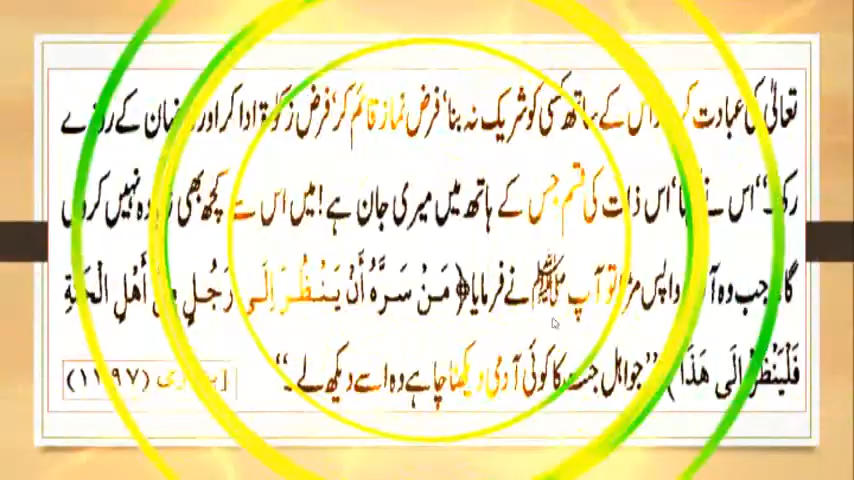 تعالیٰ کی عبادت کر اس کے ساتھ کسی کو شریک نہ بنا‘ فرض نماز قائم کر‘ فرض زکوٰۃ ادا کر اور کے روزے
رکھ۔‘‘ اس نے کہا‘ اس ذات کی قسم جس کے ہاتھ میں میری جان ہے! میں اس سے کچھ بھی زیادہ نہیں کروں
گا۔ جب وہ آدمی واپس مڑا تو آپ ﷺ نے فرمایا ﴿مَنْ سَرَّهُ أَنْ يَنْظُرَ إِلَى رَجُلٍ مِنْ أَهْلِ الْجَنَّةِ
فَلْيَنْظُرْ إِلَى هَذَا﴾ ’’جو اہل جنت کا کوئی آدمی دیکھنا چاہے وہ اسے دیکھ لے۔‘‘ [بخاری (۱۳۹۷)